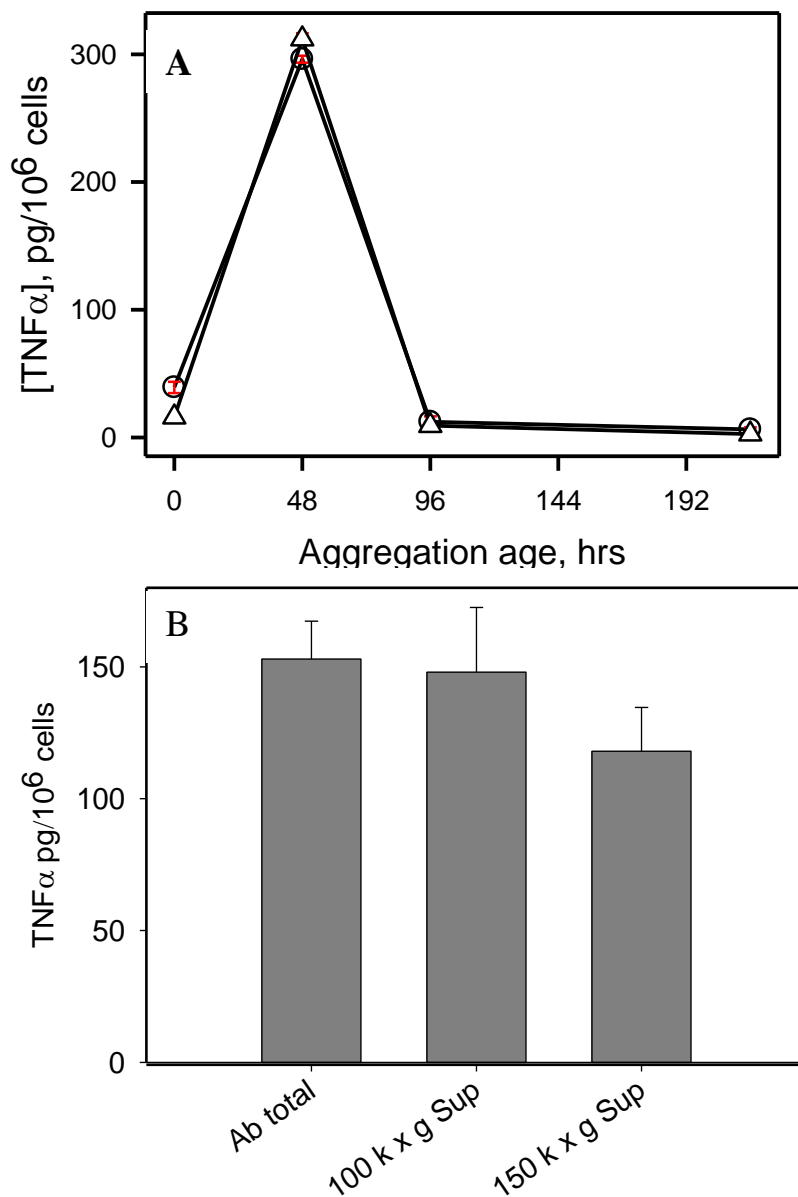 A
[TNFα], pg/10⁶ cells
300
200
100
0
0 48 96 144 192
Aggregation age, hrs
B
TNFα pg/10⁶ cells
150
100
50
0
Ab total
100 k x g Sup
150 k x g Sup